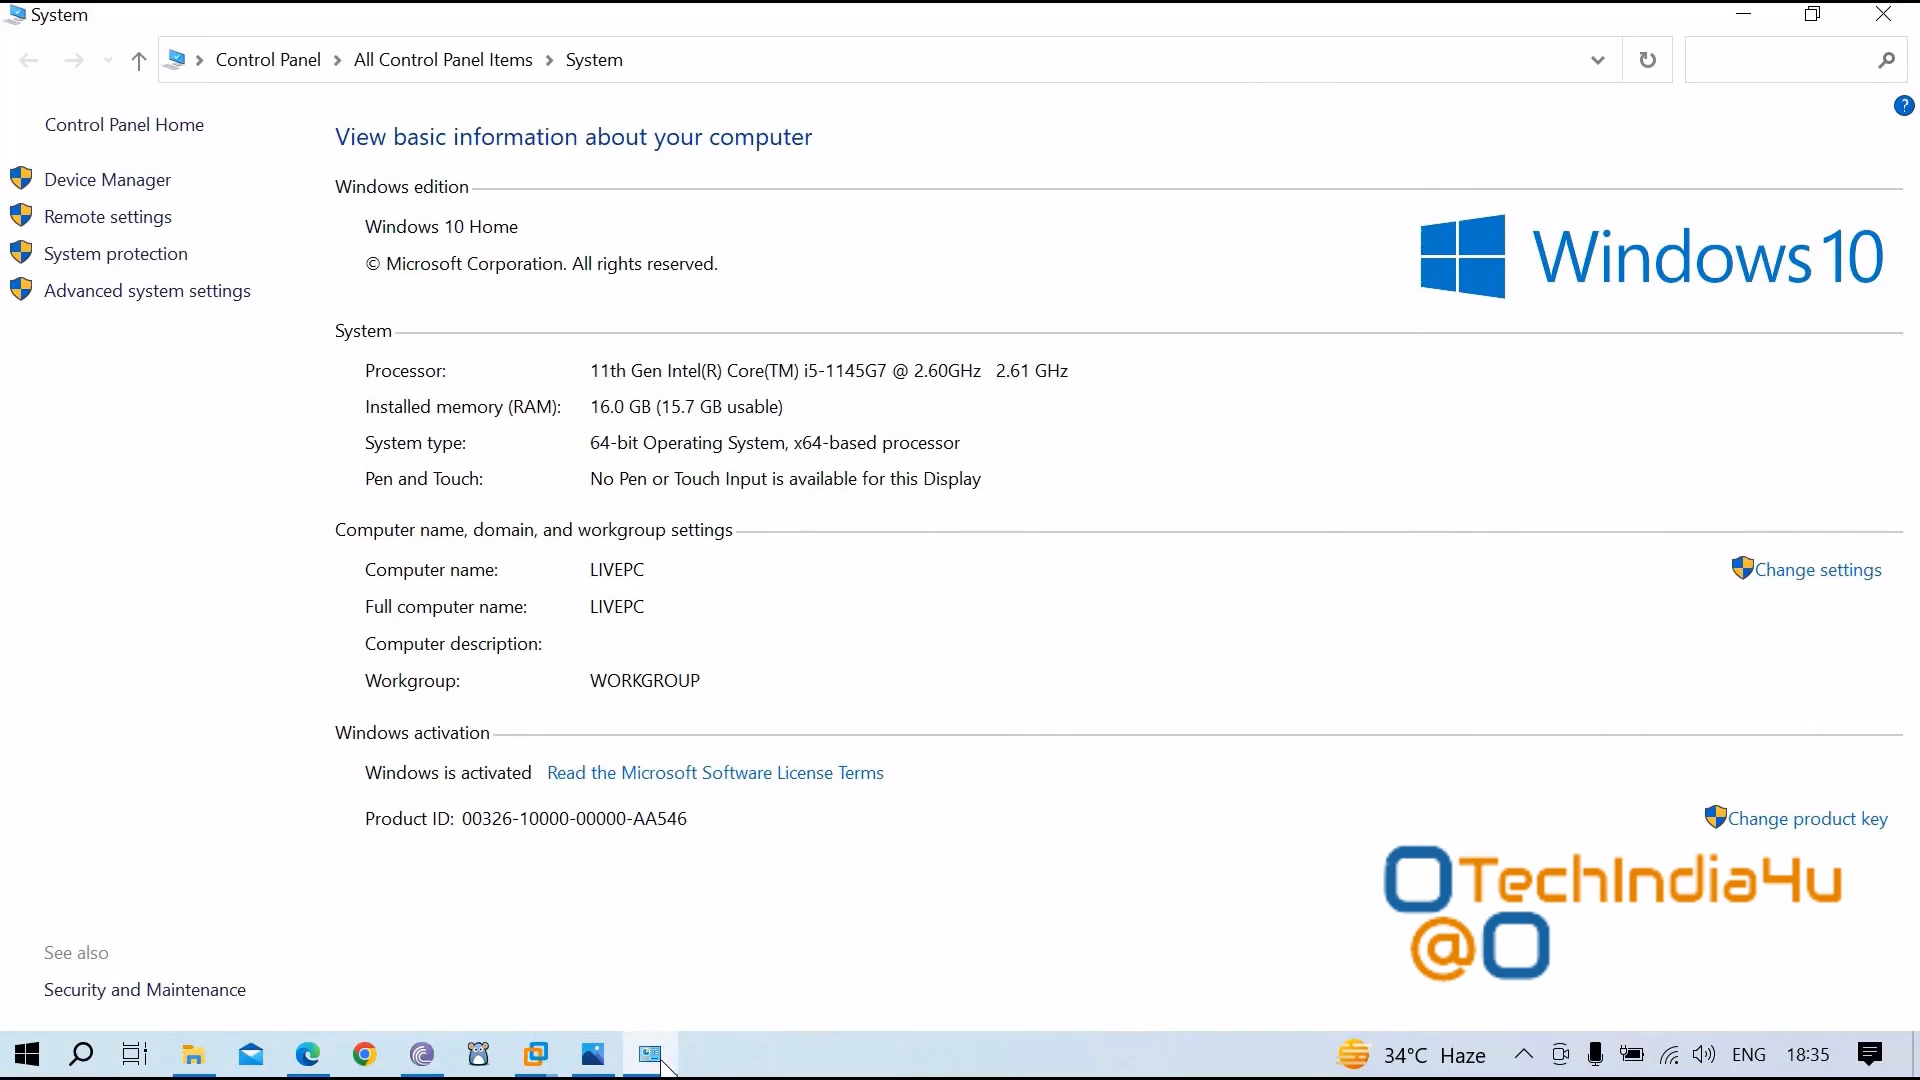 System
Control Panel > All Control Panel Items > System
?
Control Panel Home
Device Manager
Remote settings
System protection
Advanced system settings
View basic information about your computer
Windows edition
Windows 10 Home
© Microsoft Corporation. All rights reserved.
Windows 10
System
Processor: 11th Gen Intel(R) Core(TM) i5-1145G7 @ 2.60GHz 2.61 GHz
Installed memory (RAM): 16.0 GB (15.7 GB usable)
System type: 64-bit Operating System, x64-based processor
Pen and Touch: No Pen or Touch Input is available for this Display
Computer name, domain, and workgroup settings
Computer name: LIVEPC
Change settings
Full computer name: LIVEPC
Computer description:
Workgroup: WORKGROUP
Windows activation
Windows is activated Read the Microsoft Software License Terms
Product ID: 00326-10000-00000-AA546
Change product key
TechIndia4u
@
See also
Security and Maintenance
34°C Haze
ENG
18:35